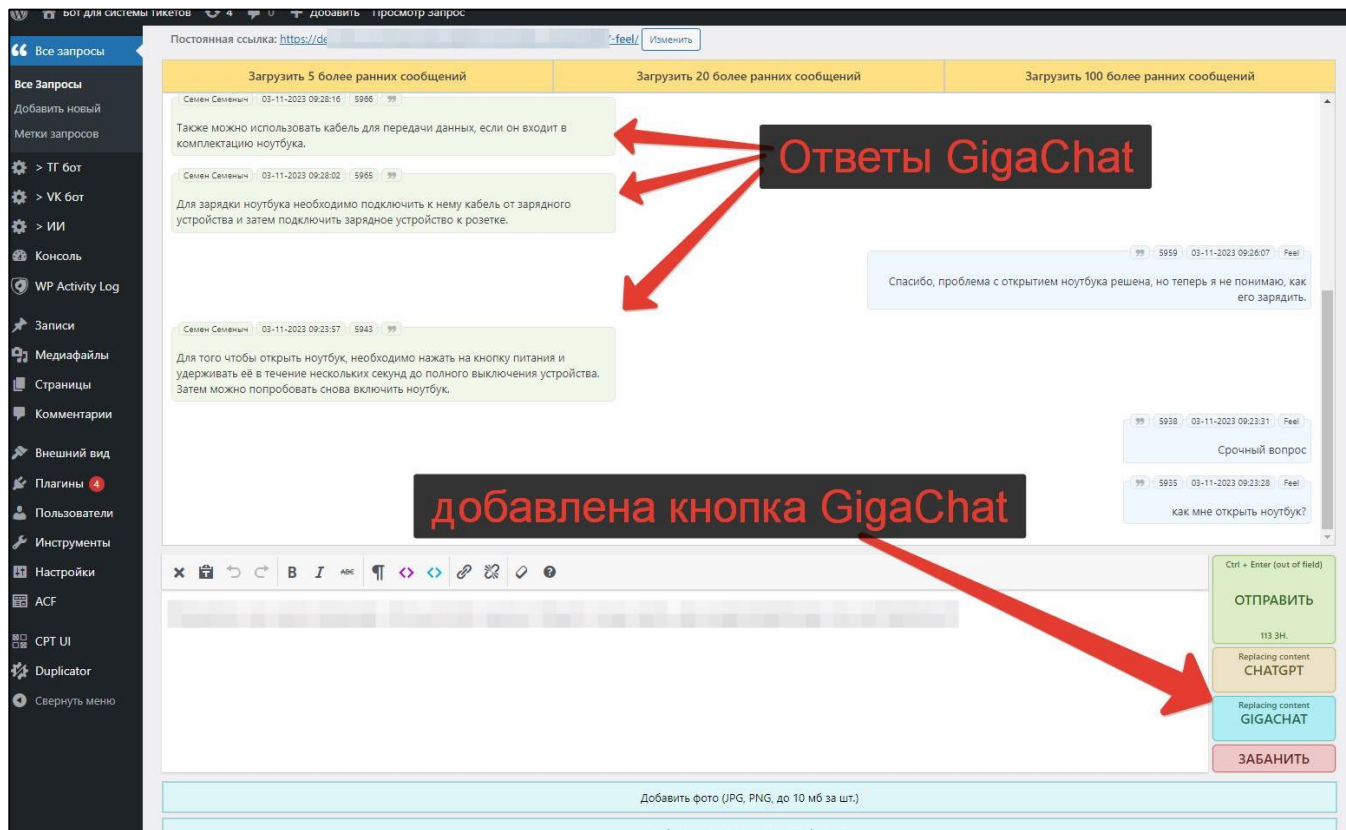 Бот для системы тикетов 4 0 + Добавить Просмотр запрос
Все запросы
Все Запросы
Добавить новый
Метки запросов
> ТГ бот
> VK бот
> ИИ
Консоль
WP Activity Log
Записи
Медиафайлы
Страницы
Комментарии
Внешний вид
Плагины 4
Пользователи
Инструменты
Настройки
ACF
CPT UI
Duplicator
Свернуть меню
Постоянная ссылка: https://de -feel/ Изменить
Загрузить 5 более ранних сообщений
Загрузить 20 более ранних сообщений
Загрузить 100 более ранних сообщений
Семен Семеныч 03-11-2023 09:28:16 5966
Также можно использовать кабель для передачи данных, если он входит в
комплектацию ноутбука.
Ответы GigaChat
Семен Семеныч 03-11-2023 09:28:02 5965
Для зарядки ноутбука необходимо подключить к нему кабель от зарядного
устройства и затем подключить зарядное устройство к розетке.
5959 03-11-2023 09:26:07 Feel
Спасибо, проблема с открытием ноутбука решена, но теперь я не понимаю, как
его зарядить.
Семен Семеныч 03-11-2023 09:23:57 5943
Для того чтобы открыть ноутбук, необходимо нажать на кнопку питания и
удерживать её в течение нескольких секунд до полного выключения устройства.
Затем можно попробовать снова включить ноутбук.
5938 03-11-2023 09:23:31 Feel
Срочный вопрос
5935 03-11-2023 09:23:28 Feel
как мне открыть ноутбук?
добавлена кнопка GigaChat
B I ABC
Ctrl + Enter (out of field)
ОТПРАВИТЬ
113 ЗН.
Replacing content
CHATGPT
Replacing content
GIGACHAT
ЗАБАНИТЬ
Добавить фото (JPG, PNG, до 10 мб за шт.)